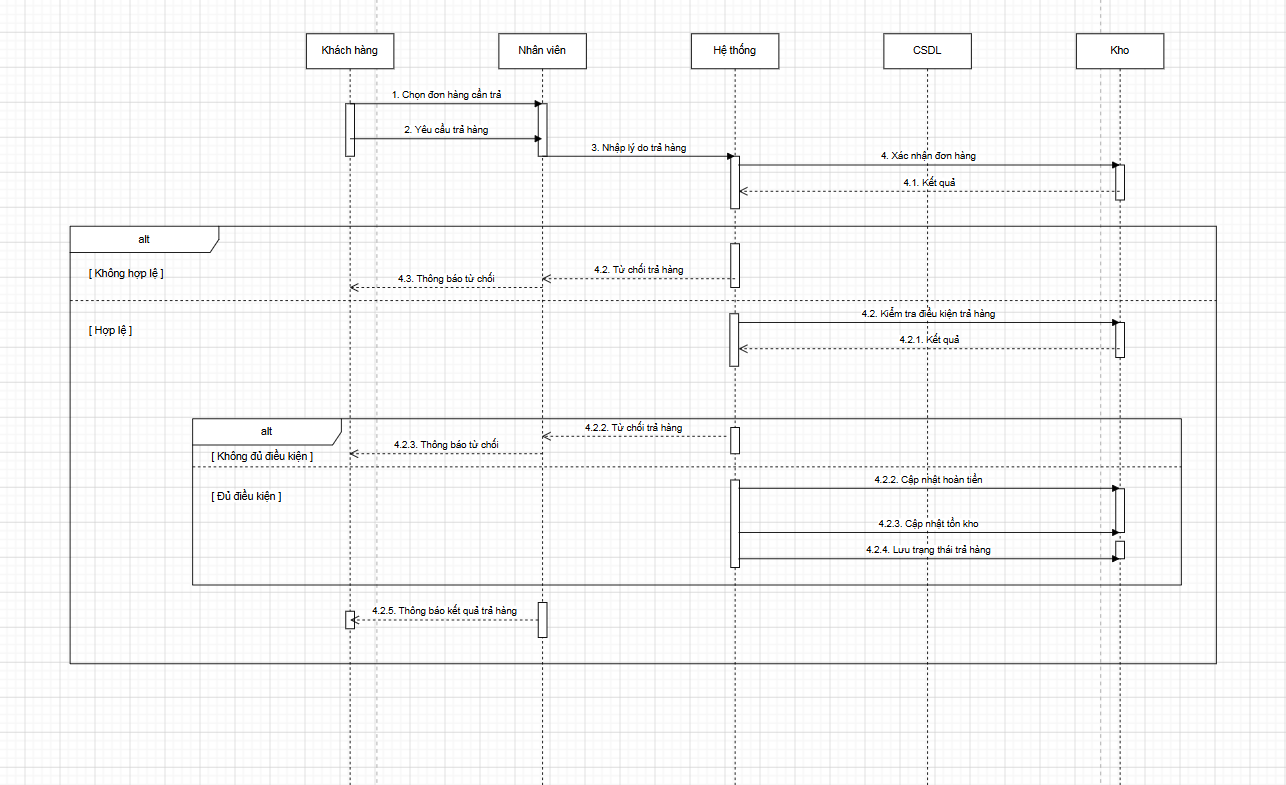 Khách hàng
Nhân viên
Hệ thống
CSDL
Kho
1. Chọn đơn hàng cần trả
2. Yêu cầu trả hàng
3. Nhập lý do trả hàng
4. Xác nhận đơn hàng
4.1. Kết quả
alt
[ Không hợp lệ ]
4.2. Từ chối trả hàng
4.3. Thông báo từ chối
[ Hợp lệ ]
4.2. Kiểm tra điều kiện trả hàng
4.2.1. Kết quả
alt
4.2.2. Từ chối trả hàng
4.2.3. Thông báo từ chối
[ Không đủ điều kiện ]
4.2.2. Cập nhật hoàn tiền
[ Đủ điều kiện ]
4.2.3. Cập nhật tồn kho
4.2.4. Lưu trạng thái trả hàng
4.2.5. Thông báo kết quả trả hàng